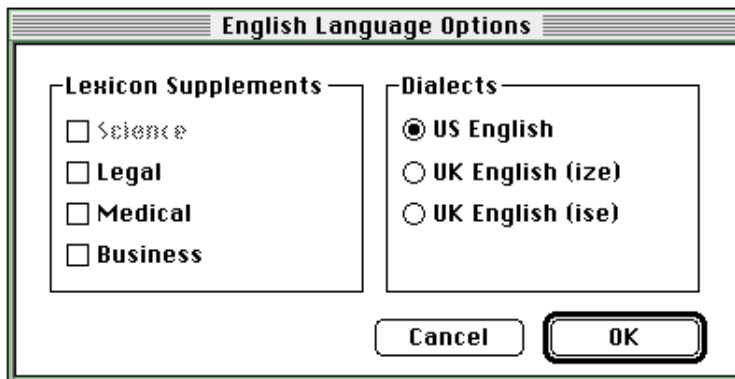 English Language Options
Lexicon Supplements
Science
Legal
Medical
Business
Dialects
US English
UK English (ize)
UK English (ise)
Cancel
OK